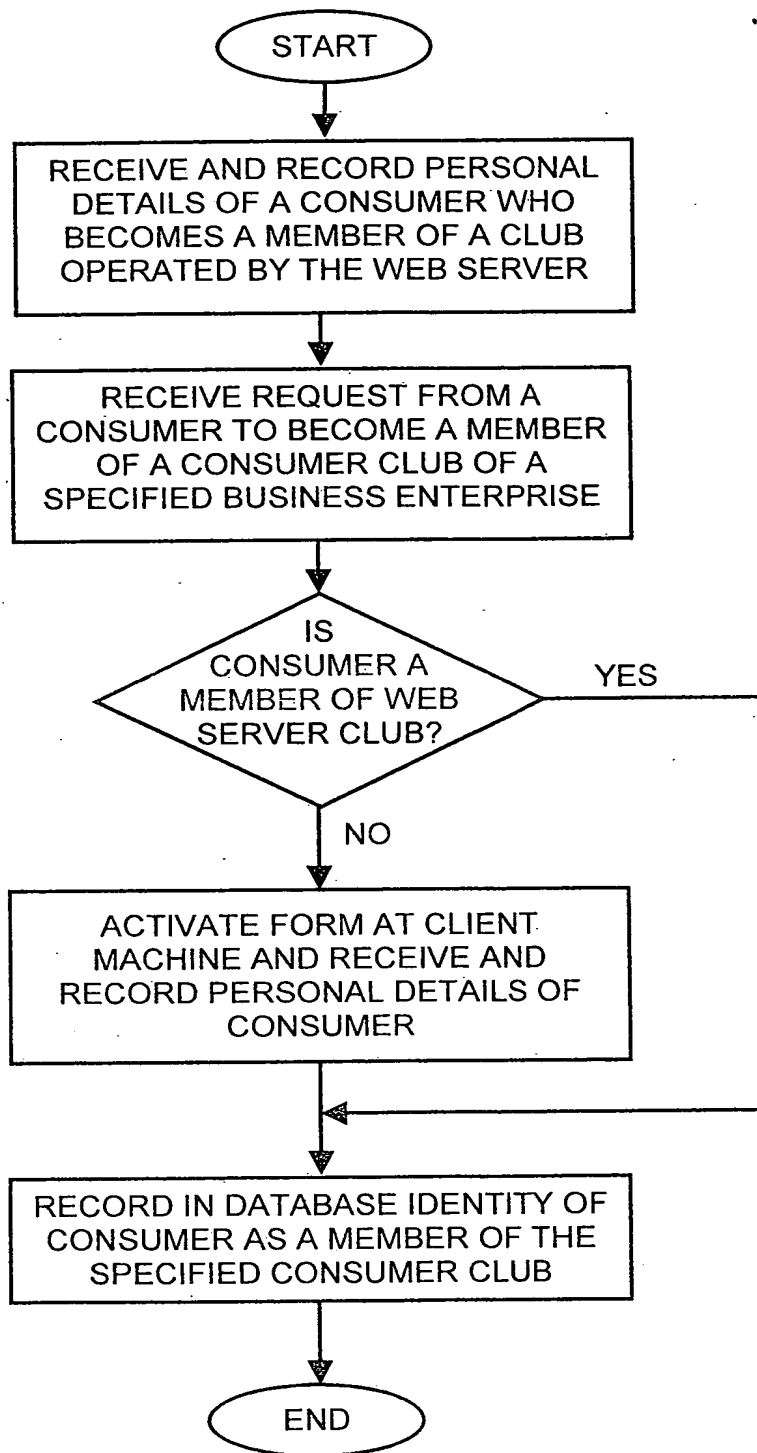 START
RECEIVE AND RECORD PERSONAL
DETAILS OF A CONSUMER WHO
BECOMES A MEMBER OF A CLUB
OPERATED BY THE WEB SERVER
RECEIVE REQUEST FROM A
CONSUMER TO BECOME A MEMBER
OF A CONSUMER CLUB OF A
SPECIFIED BUSINESS ENTERPRISE
IS
CONSUMER A
MEMBER OF WEB
SERVER CLUB?
YES
NO
ACTIVATE FORM AT CLIENT
MACHINE AND RECEIVE AND
RECORD PERSONAL DETAILS OF
CONSUMER
RECORD IN DATABASE IDENTITY OF
CONSUMER AS A MEMBER OF THE
SPECIFIED CONSUMER CLUB
END